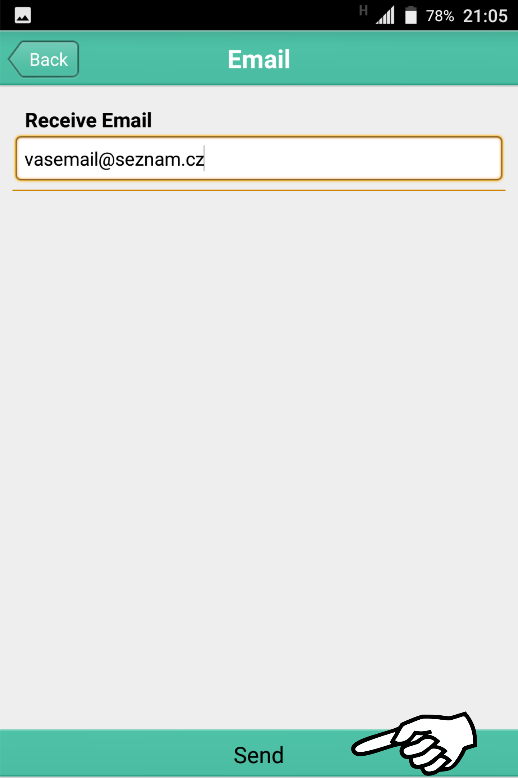 H 78% 21:05
Back Email
Receive Email
vasemail@seznam.cz
Send